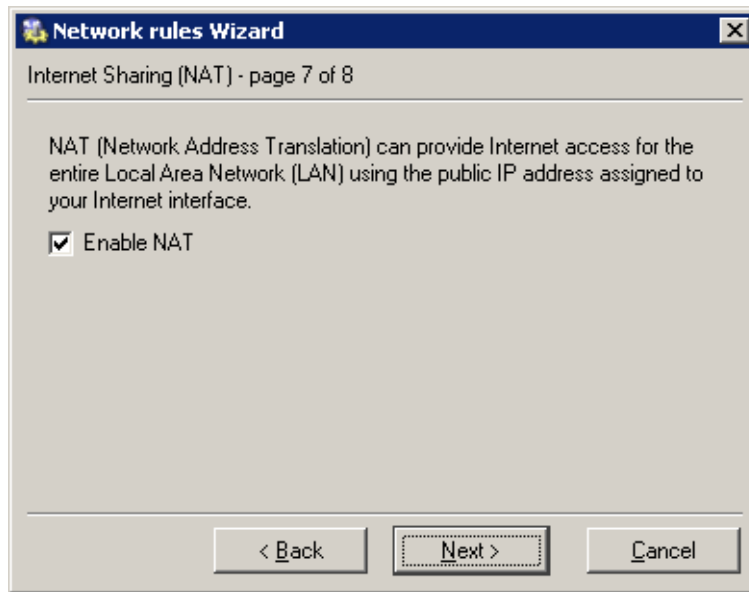 Network rules Wizard
Internet Sharing (NAT) - page 7 of 8
NAT (Network Address Translation) can provide Internet access for the
entire Local Area Network (LAN) using the public IP address assigned to
your Internet interface.
Enable NAT
< Back Next > Cancel